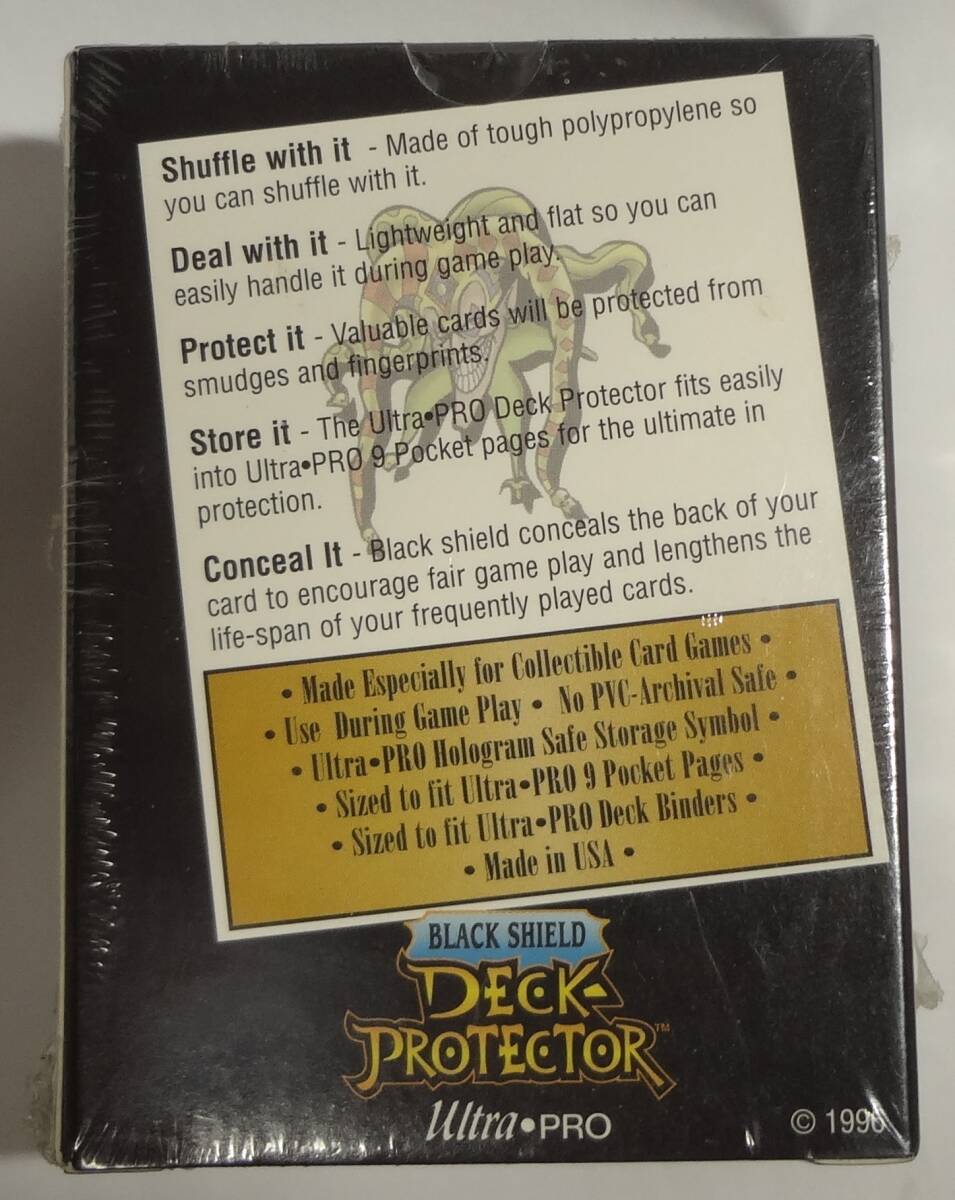 Shuffle with it - Made of tough polypropylene so
you can shuffle with it.
Deal with it - Lightweight and flat so you can
easily handle it during game play.
Protect it - Valuable cards will be protected from
smudges and fingerprints.
Store it - The Ultra•PRO Deck Protector fits easily
into Ultra•PRO 9 Pocket pages for the ultimate in
protection.
Conceal It - Black shield conceals the back of your
card to encourage fair game play and lengthens the
life-span of your frequently played cards.
• Made Especially for Collectible Card Games •
• Use During Game Play • No PVC-Archival Safe •
• Ultra•PRO Hologram Safe Storage Symbol •
• Sized to fit Ultra•PRO 9 Pocket Pages •
• Sized to fit Ultra•PRO Deck Binders •
• Made in USA •
BLACK SHIELD
DECK
PROTECTOR™
Ultra•PRO
© 1996